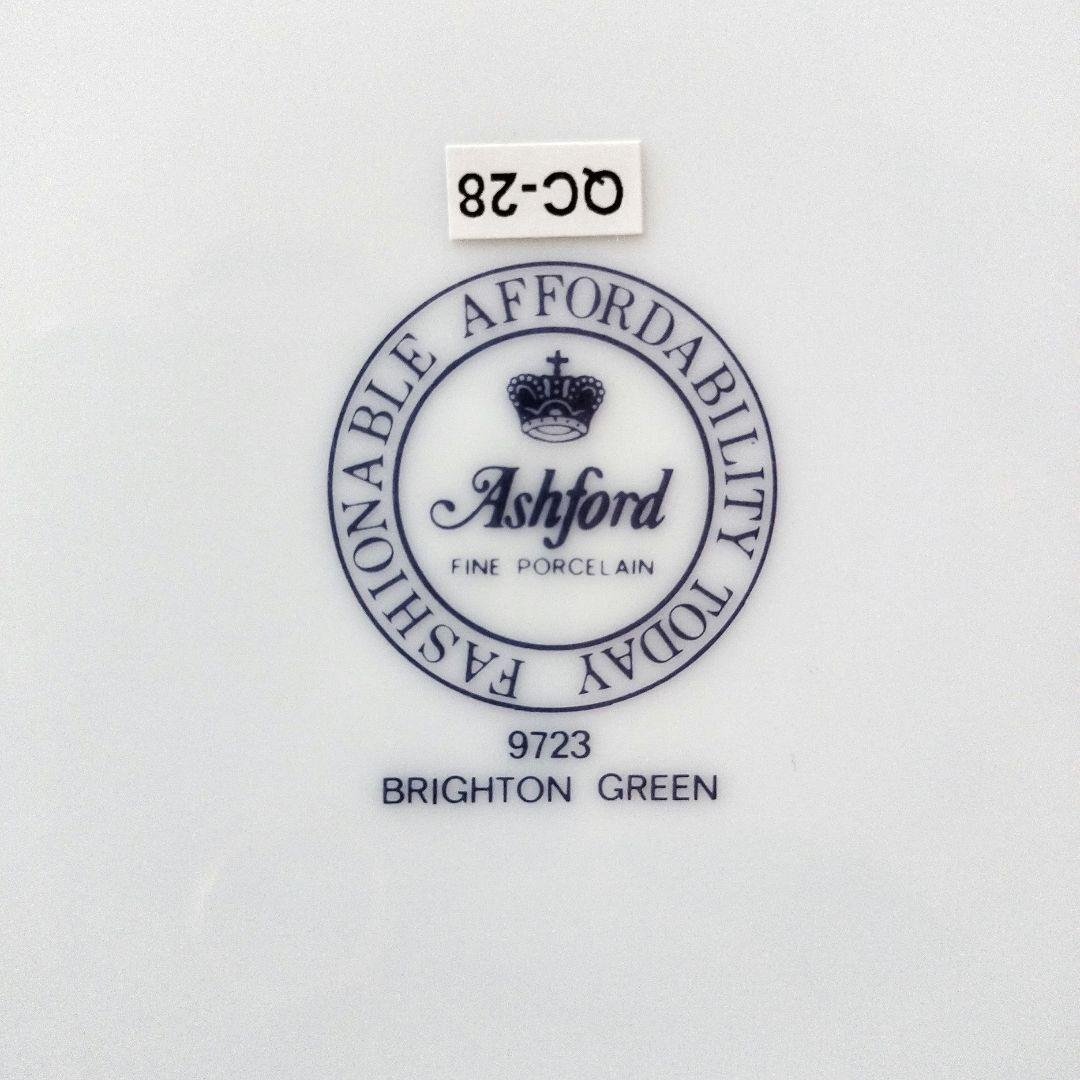 QC-28
FASHIONABLE AFFORDABILITY TODAY
Ashford
FINE PORCELAIN
9723
BRIGHTON GREEN